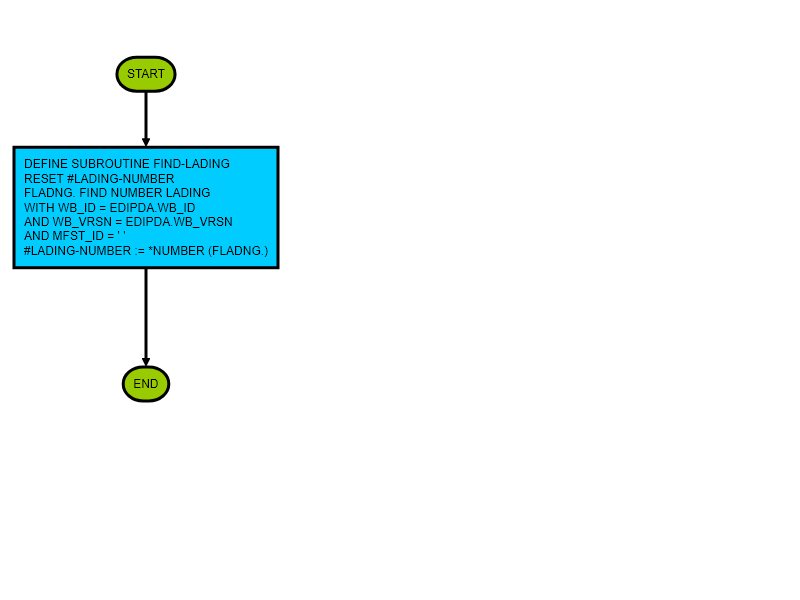 START
DEFINE SUBROUTINE FIND-LADING
RESET #LADING-NUMBER
FLADNG. FIND NUMBER LADING
WITH WB_ID = EDIPDA.WB_ID
AND WB_VRSN = EDIPDA.WB_VRSN
AND MFST_ID = ' '
#LADING-NUMBER := *NUMBER (FLADNG.)
END